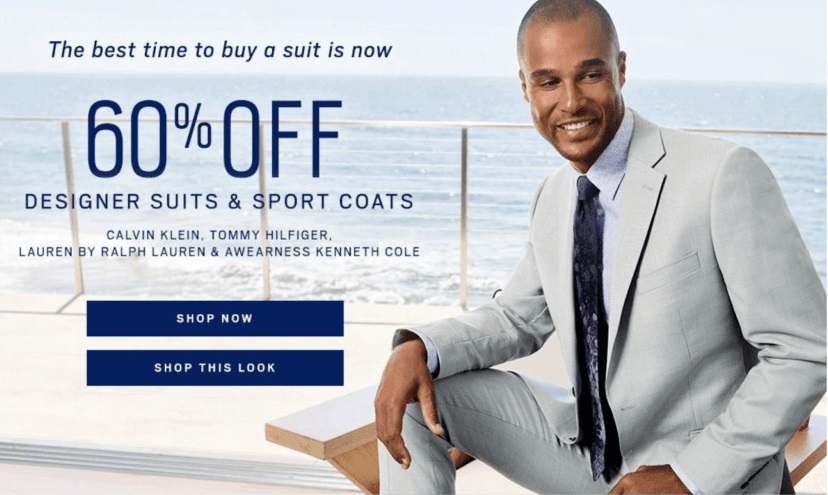 The best time to buy a suit is now
60% OFF
DESIGNER SUITS & SPORT COATS
CALVIN KLEIN, TOMMY HILFIGER,
LAUREN BY RALPH LAUREN & AWEARNESS KENNETH COLE
SHOP NOW
SHOP THIS LOOK